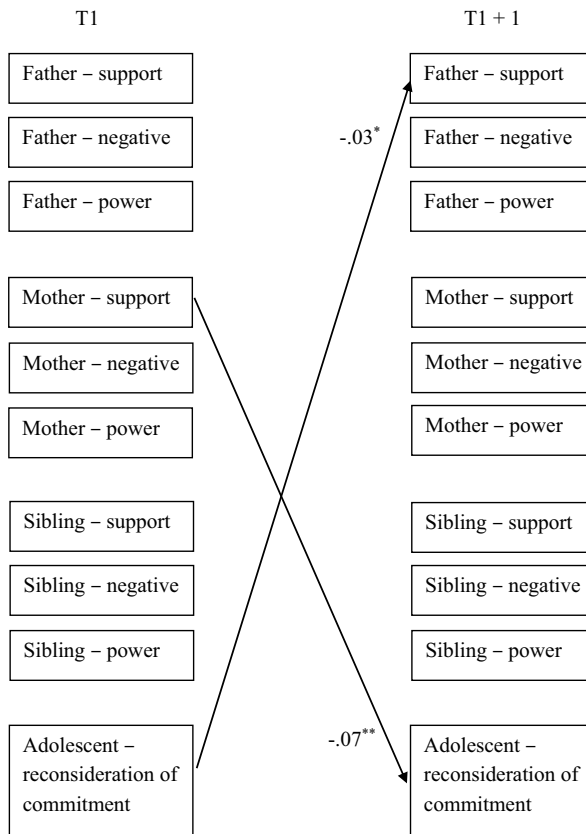 T1
T1 + 1
Father – support
Father – support
Father – negative
-.03*
Father – negative
Father – power
Father – power
Mother – support
Mother – support
Mother – negative
Mother – negative
Mother – power
Mother – power
Sibling – support
Sibling – support
Sibling – negative
Sibling – negative
Sibling – power
Sibling – power
-.07**
Adolescent –
reconsideration of
commitment
Adolescent –
reconsideration of
commitment